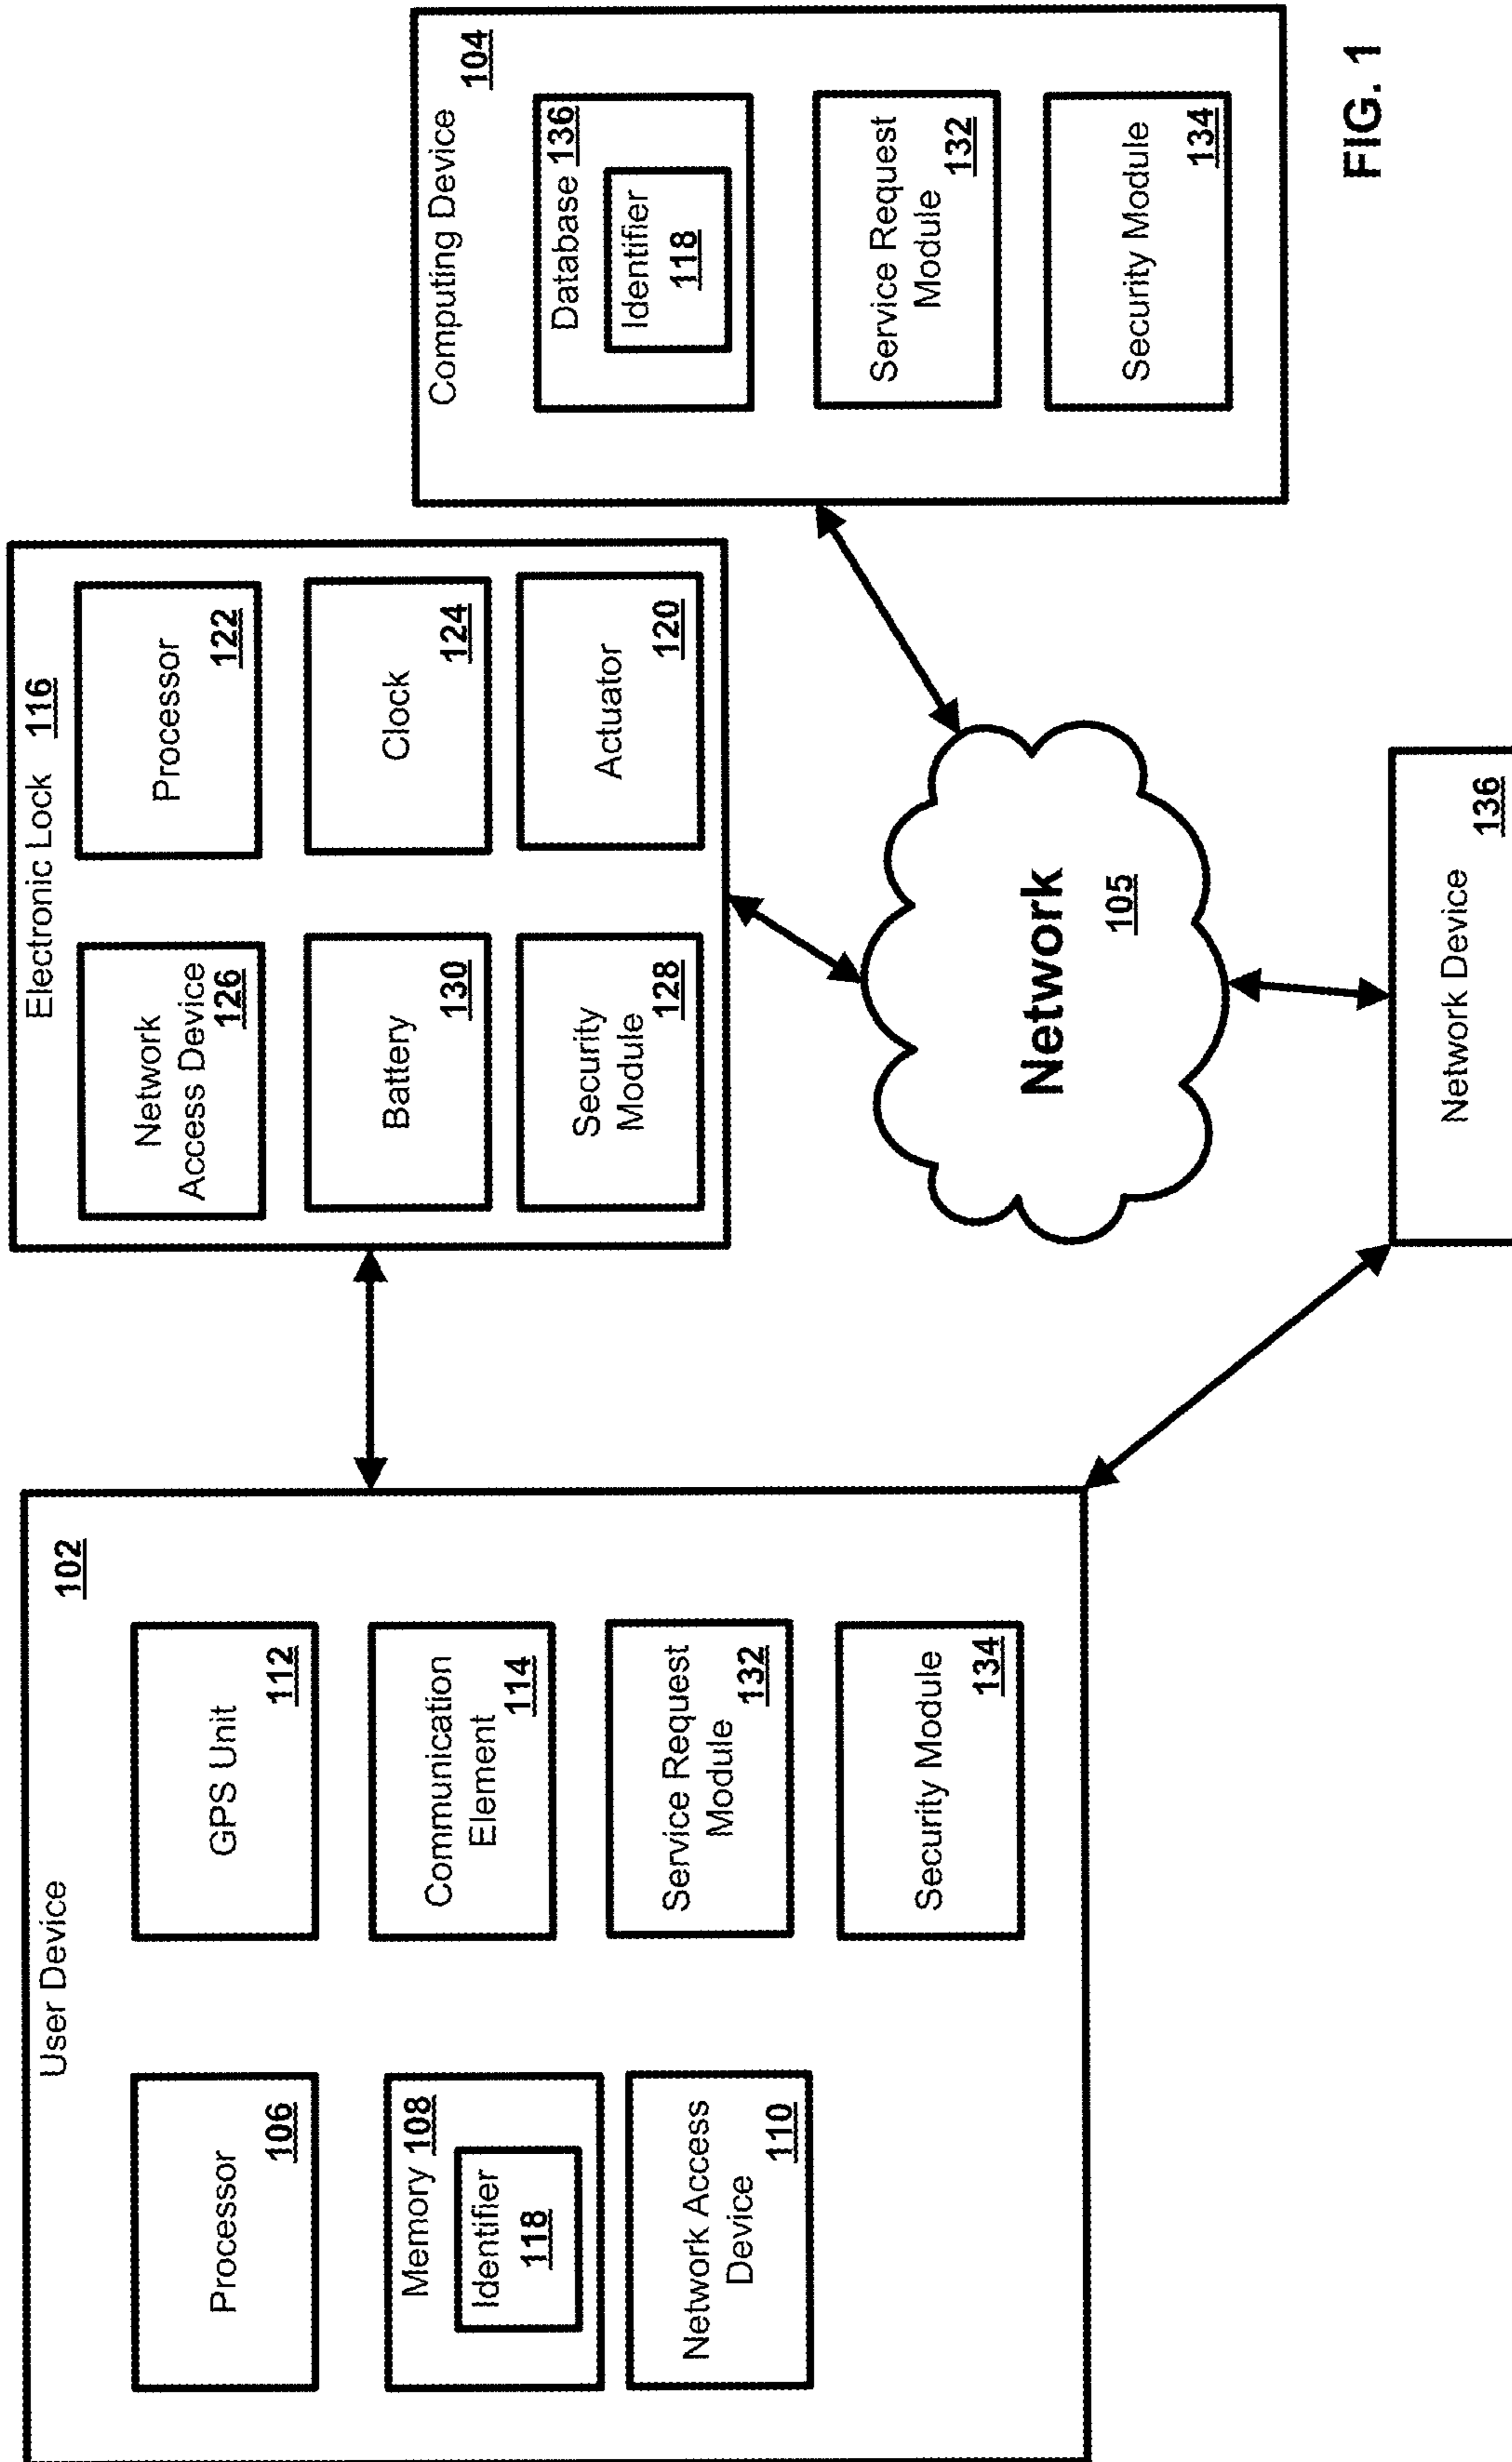 User Device
102
Processor
106
GPS Unit
112
Memory 108
Identifier
118
Communication
Element
114
Network Access
Device
110
Service Request
Module
132
Security Module
134
Electronic Lock 116
Network
Access Device
126
Processor
122
Battery
130
Clock
124
Security
Module
128
Actuator
120
Computing Device
104
Database 136
Identifier
118
Service Request
Module
132
Security Module
134
Network
105
Network Device
136
FIG. 1